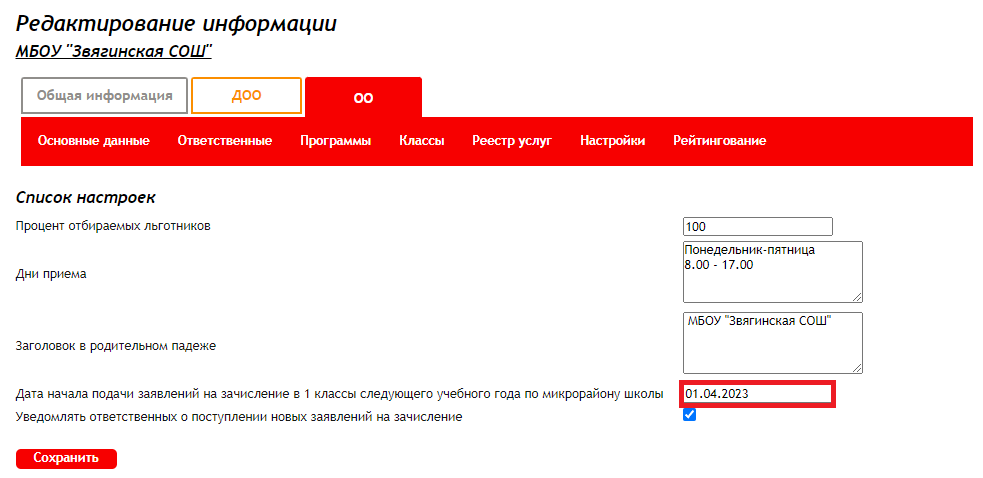 Редактирование информации
МБОУ "Звягинская СОШ"
Общая информация ДОО ОО
Основные данные Ответственные Программы Классы Реестр услуг Настройки Рейтингование
Список настроек
Процент отбираемых льготников 100
Дни приема Понедельник-пятница
8.00 - 17.00
Заголовок в родительном падеже МБОУ "Звягинская СОШ"
Дата начала подачи заявлений на зачисление в 1 классы следующего учебного года по микрорайону школы 01.04.2023
Уведомлять ответственных о поступлении новых заявлений на зачисление
Сохранить